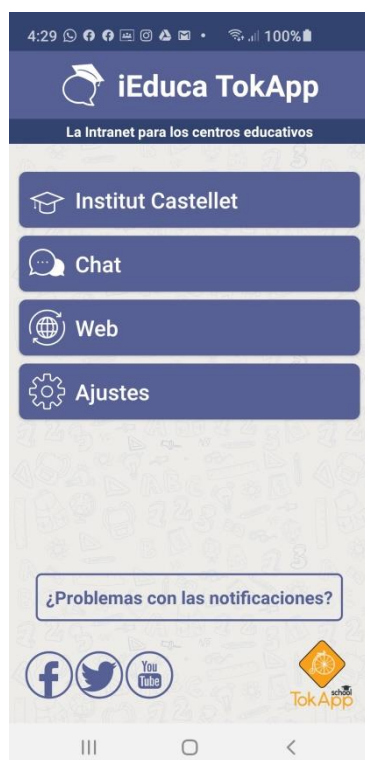 4:29
100%
iEduca TokApp
La Intranet para los centros educativos
Institut Castellet
Chat
Web
Ajustes
¿Problemas con las notificaciones?
You
Tube
school
TokApp